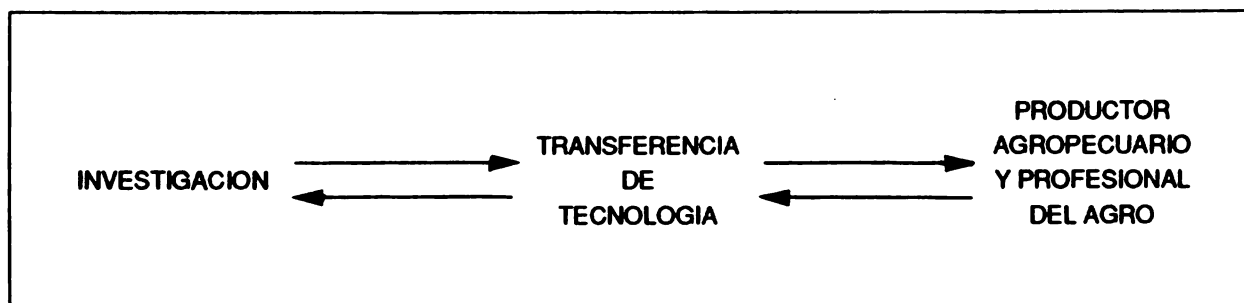 INVESTIGACION
TRANSFERENCIA
DE
TECNOLOGIA
PRODUCTOR
AGROPECUARIO
Y PROFESIONAL
DEL AGRO